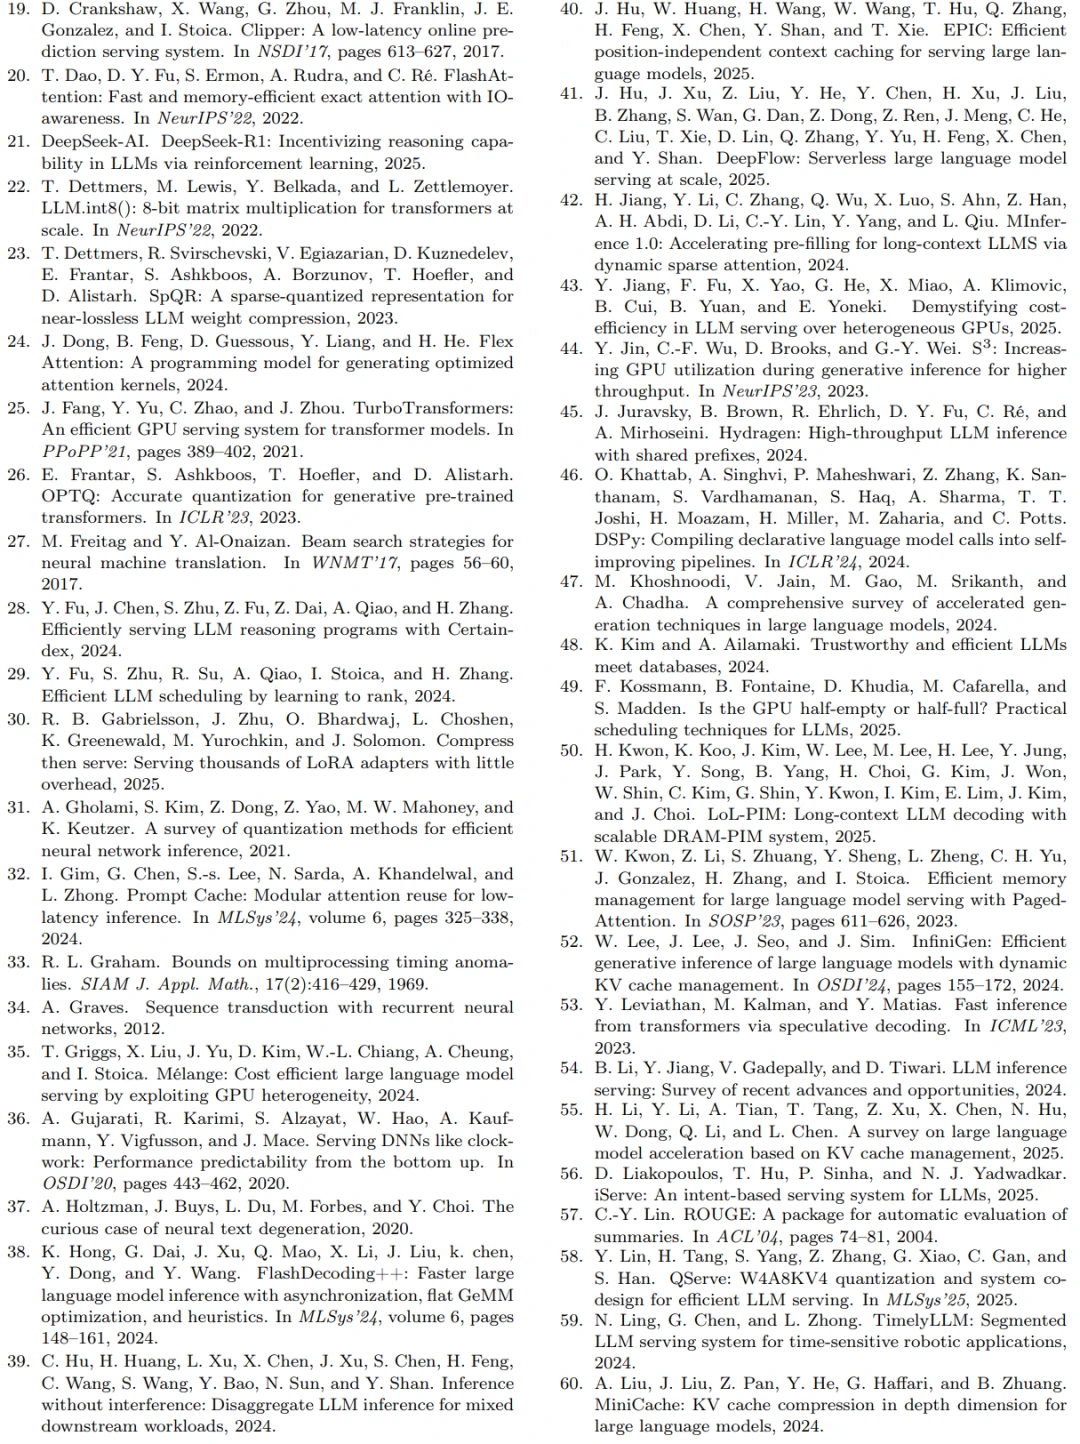 19. D. Crankshaw, X. Wang, G. Zhou, M. J. Franklin, J. E.
Gonzalez, and I. Stoica. Clipper: A low-latency online pre-
diction serving system. In NSDI'17, pages 613–627, 2017.
20. T. Dao, D. Y. Fu, S. Ermon, A. Rudra, and C. Ré. FlashAt-
tention: Fast and memory-efficient exact attention with IO-
awareness. In NeurIPS'22, 2022.
21. DeepSeek-AI. DeepSeek-R1: Incentivizing reasoning capa-
bility in LLMs via reinforcement learning, 2025.
22. T. Dettmers, M. Lewis, Y. Belkada, and L. Zettlemoyer.
LLM.int8(): 8-bit matrix multiplication for transformers at
scale. In NeurIPS'22, 2022.
23. T. Dettmers, R. Svirschevski, V. Egiazarian, D. Kuznedelev,
E. Frantar, S. Ashkboos, A. Borzunov, T. Hoefler, and
D. Alistarh. SpQR: A sparse-quantized representation for
near-lossless LLM weight compression, 2023.
24. J. Dong, B. Feng, D. Guessous, Y. Liang, and H. He. Flex
Attention: A programming model for generating optimized
attention kernels, 2024.
25. J. Fang, Y. Yu, C. Zhao, and J. Zhou. TurboTransformers:
An efficient GPU serving system for transformer models. In
PPoPP'21, pages 389–402, 2021.
26. E. Frantar, S. Ashkboos, T. Hoefler, and D. Alistarh.
OPTQ: Accurate quantization for generative pre-trained
transformers. In ICLR'23, 2023.
27. M. Freitag and Y. Al-Onaizan. Beam search strategies for
neural machine translation. In WNMT'17, pages 56–60,
2017.
28. Y. Fu, J. Chen, S. Zhu, Z. Fu, Z. Dai, A. Qiao, and H. Zhang.
Efficiently serving LLM reasoning programs with Certain-
dex, 2024.
29. Y. Fu, S. Zhu, R. Su, A. Qiao, I. Stoica, and H. Zhang.
Efficient LLM scheduling by learning to rank, 2024.
30. R. B. Gabrielsson, J. Zhu, O. Bhardwaj, L. Choshen,
K. Greenewald, M. Yurochkin, and J. Solomon. Compress
then serve: Serving thousands of LoRA adapters with little
overhead, 2025.
31. A. Gholami, S. Kim, Z. Dong, Z. Yao, M. W. Mahoney, and
K. Keutzer. A survey of quantization methods for efficient
neural network inference, 2021.
32. I. Gim, G. Chen, S.-s. Lee, N. Sarda, A. Khandelwal, and
L. Zhong. Prompt Cache: Modular attention reuse for low-
latency inference. In MLSys'24, volume 6, pages 325–338,
2024.
33. R. L. Graham. Bounds on multiprocessing timing anoma-
lies. SIAM J. Appl. Math., 17(2):416–429, 1969.
34. A. Graves. Sequence transduction with recurrent neural
networks, 2012.
35. T. Griggs, X. Liu, J. Yu, D. Kim, W.-L. Chiang, A. Cheung,
and I. Stoica. Mélange: Cost efficient large language model
serving by exploiting GPU heterogeneity, 2024.
36. A. Gujarati, R. Karimi, S. Alzayat, W. Hao, A. Kauf-
mann, Y. Vigfusson, and J. Mace. Serving DNNs like clock-
work: Performance predictability from the bottom up. In
OSDI'20, pages 443–462, 2020.
37. A. Holtzman, J. Buys, L. Du, M. Forbes, and Y. Choi. The
curious case of neural text degeneration, 2020.
38. K. Hong, G. Dai, J. Xu, Q. Mao, X. Li, J. Liu, k. chen,
Y. Dong, and Y. Wang. FlashDecoding++: Faster large
language model inference with asynchronization, flat GeMM
optimization, and heuristics. In MLSys'24, volume 6, pages
148–161, 2024.
39. C. Hu, H. Huang, L. Xu, X. Chen, J. Xu, S. Chen, H. Feng,
C. Wang, S. Wang, Y. Bao, N. Sun, and Y. Shan. Inference
without interference: Disaggregate LLM inference for mixed
downstream workloads, 2024.
40. J. Hu, W. Huang, H. Wang, W. Wang, T. Hu, Q. Zhang,
H. Feng, X. Chen, Y. Shan, and T. Xie. EPIC: Efficient
position-independent context caching for serving large lan-
guage models, 2025.
41. J. Hu, J. Xu, Z. Liu, Y. He, Y. Chen, H. Xu, J. Liu,
B. Zhang, S. Wan, G. Dan, Z. Dong, Z. Ren, J. Meng, C. He,
C. Liu, T. Xie, D. Lin, Q. Zhang, Y. Yu, H. Feng, X. Chen,
and Y. Shan. DeepFlow: Serverless large language model
serving at scale, 2025.
42. H. Jiang, Y. Li, C. Zhang, Q. Wu, X. Luo, S. Ahn, Z. Han,
A. H. Abdi, D. Li, C.-Y. Lin, Y. Yang, and L. Qiu. MInfer-
ence 1.0: Accelerating pre-filling for long-context LLMS via
dynamic sparse attention, 2024.
43. Y. Jiang, F. Fu, X. Yao, G. He, X. Miao, A. Klimovic,
B. Cui, B. Yuan, and E. Yoneki. Demystifying cost-
efficiency in LLM serving over heterogeneous GPUs, 2025.
44. Y. Jin, C.-F. Wu, D. Brooks, and G.-Y. Wei. S³: Increas-
ing GPU utilization during generative inference for higher
throughput. In NeurIPS'23, 2023.
45. J. Juravsky, B. Brown, R. Ehrlich, D. Y. Fu, C. Ré, and
A. Mirhoseini. Hydragen: High-throughput LLM inference
with shared prefixes, 2024.
46. O. Khattab, A. Singhvi, P. Maheshwari, Z. Zhang, K. San-
thanam, S. Vardhamanan, S. Haq, A. Sharma, T. T.
Joshi, H. Moazam, H. Miller, M. Zaharia, and C. Potts.
DSPy: Compiling declarative language model calls into self-
improving pipelines. In ICLR'24, 2024.
47. M. Khoshnoodi, V. Jain, M. Gao, M. Srikanth, and
A. Chadha. A comprehensive survey of accelerated gen-
eration techniques in large language models, 2024.
48. K. Kim and A. Ailamaki. Trustworthy and efficient LLMs
meet databases, 2024.
49. F. Kossmann, B. Fontaine, D. Khudia, M. Cafarella, and
S. Madden. Is the GPU half-empty or half-full? Practical
scheduling techniques for LLMs, 2025.
50. H. Kwon, K. Koo, J. Kim, W. Lee, M. Lee, H. Lee, Y. Jung,
J. Park, Y. Song, B. Yang, H. Choi, G. Kim, J. Won,
W. Shin, C. Kim, G. Shin, Y. Kwon, I. Kim, E. Lim, J. Kim,
and J. Choi. LoL-PIM: Long-context LLM decoding with
scalable DRAM-PIM system, 2025.
51. W. Kwon, Z. Li, S. Zhuang, Y. Sheng, L. Zheng, C. H. Yu,
J. Gonzalez, H. Zhang, and I. Stoica. Efficient memory
management for large language model serving with Paged-
Attention. In SOSP'23, pages 611–626, 2023.
52. W. Lee, J. Lee, J. Seo, and J. Sim. InfiniGen: Efficient
generative inference of large language models with dynamic
KV cache management. In OSDI'24, pages 155–172, 2024.
53. Y. Leviathan, M. Kalman, and Y. Matias. Fast inference
from transformers via speculative decoding. In ICML'23,
2023.
54. B. Li, Y. Jiang, V. Gadepally, and D. Tiwari. LLM inference
serving: Survey of recent advances and opportunities, 2024.
55. H. Li, Y. Li, A. Tian, T. Tang, Z. Xu, X. Chen, N. Hu,
W. Dong, Q. Li, and L. Chen. A survey on large language
model acceleration based on KV cache management, 2025.
56. D. Liakopoulos, T. Hu, P. Sinha, and N. J. Yadwadkar.
iServe: An intent-based serving system for LLMs, 2025.
57. C.-Y. Lin. ROUGE: A package for automatic evaluation of
summaries. In ACL'04, pages 74–81, 2004.
58. Y. Lin, H. Tang, S. Yang, Z. Zhang, G. Xiao, C. Gan, and
S. Han. QServe: W4A8KV4 quantization and system co-
design for efficient LLM serving. In MLSys'25, 2025.
59. N. Ling, G. Chen, and L. Zhong. TimelyLLM: Segmented
LLM serving system for time-sensitive robotic applications,
2024.
60. A. Liu, J. Liu, Z. Pan, Y. He, G. Haffari, and B. Zhuang.
MiniCache: KV cache compression in depth dimension for
large language models, 2024.